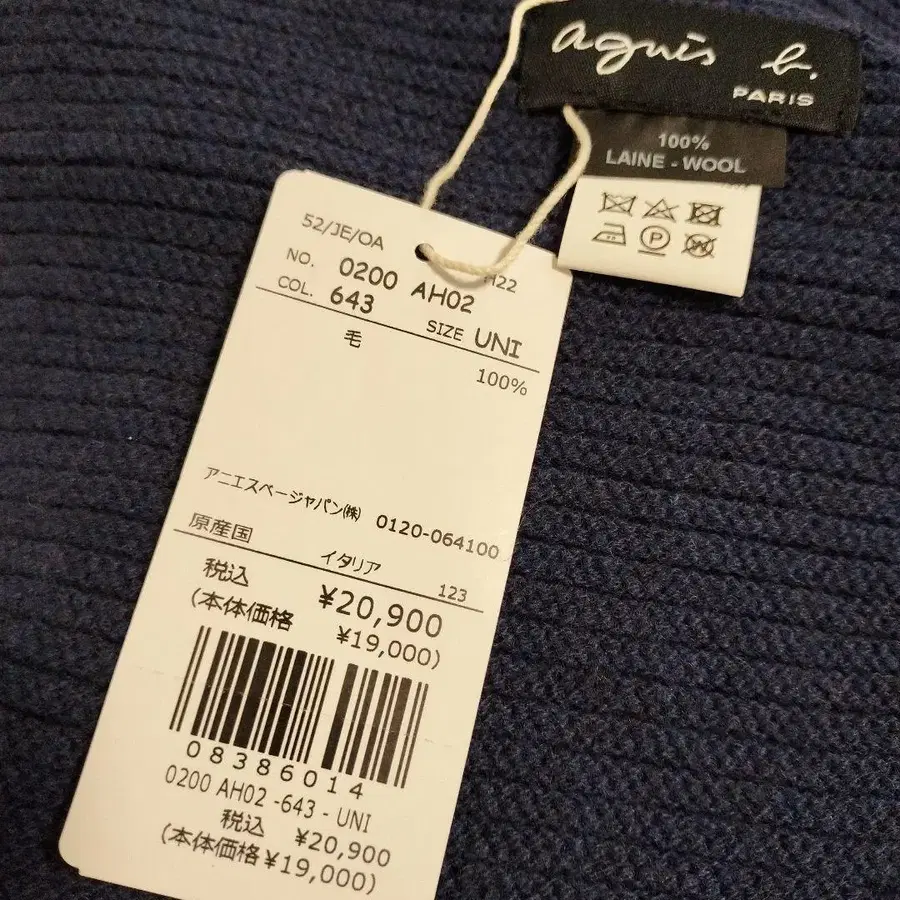 agnès b.
PARIS
100%
LAINE - WOOL
52/JE/OA
NO. 0200 AH02 H22
COL. 643 SIZE UNI
毛
100%
アニエスベージャパン㈱ 0120-064100
原産国 イタリア 123
税込 ¥20,900
(本体価格 ¥19,000)
08386014
0200 AH02 -643 - UNI
税込 ¥20,900
(本体価格¥19,000)